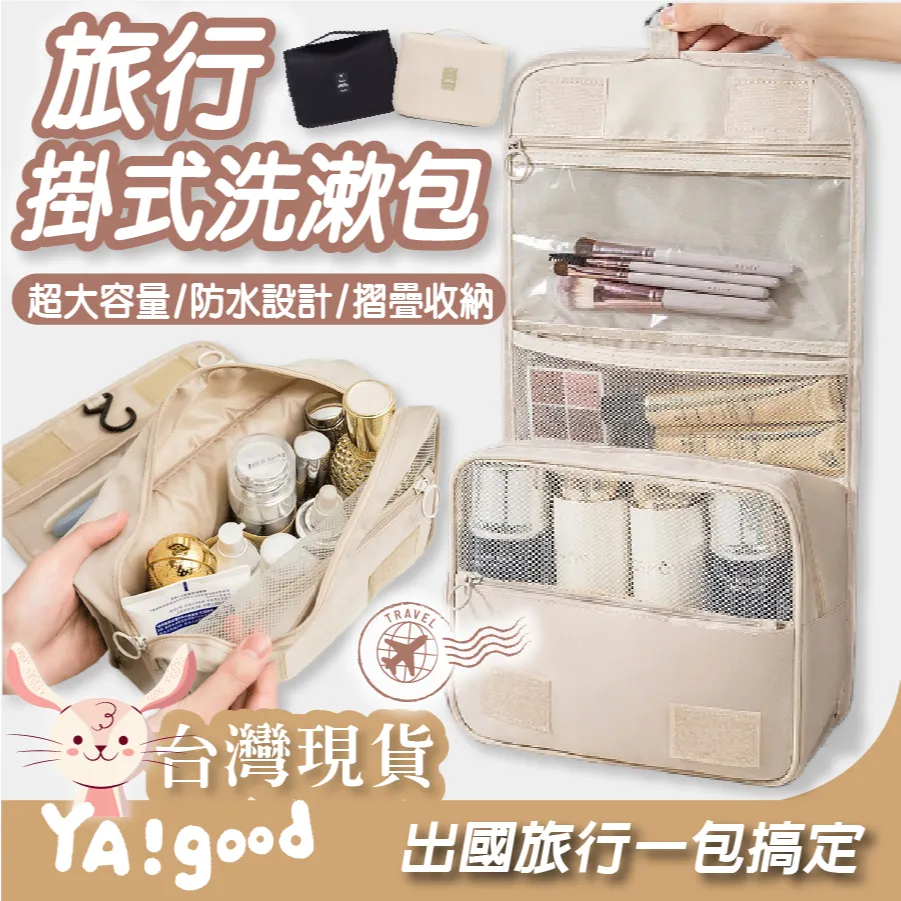 旅行
掛式洗漱包
超大容量/防水設計/摺疊收納
TRAVEL
台灣現貨
YA!good
出國旅行一包搞定